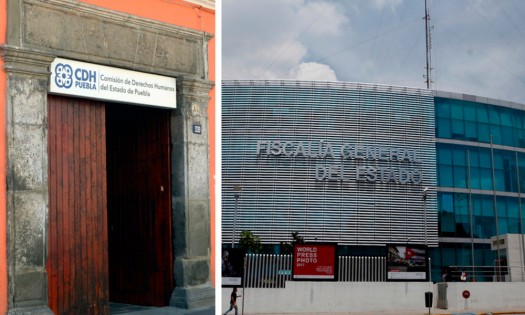 CDH
PUEBLA
Comisión de Derechos Humanos
del Estado de Puebla
FISCALÍA GENERAL
DEL ESTADO
WORLD
PRESS
PHOTO